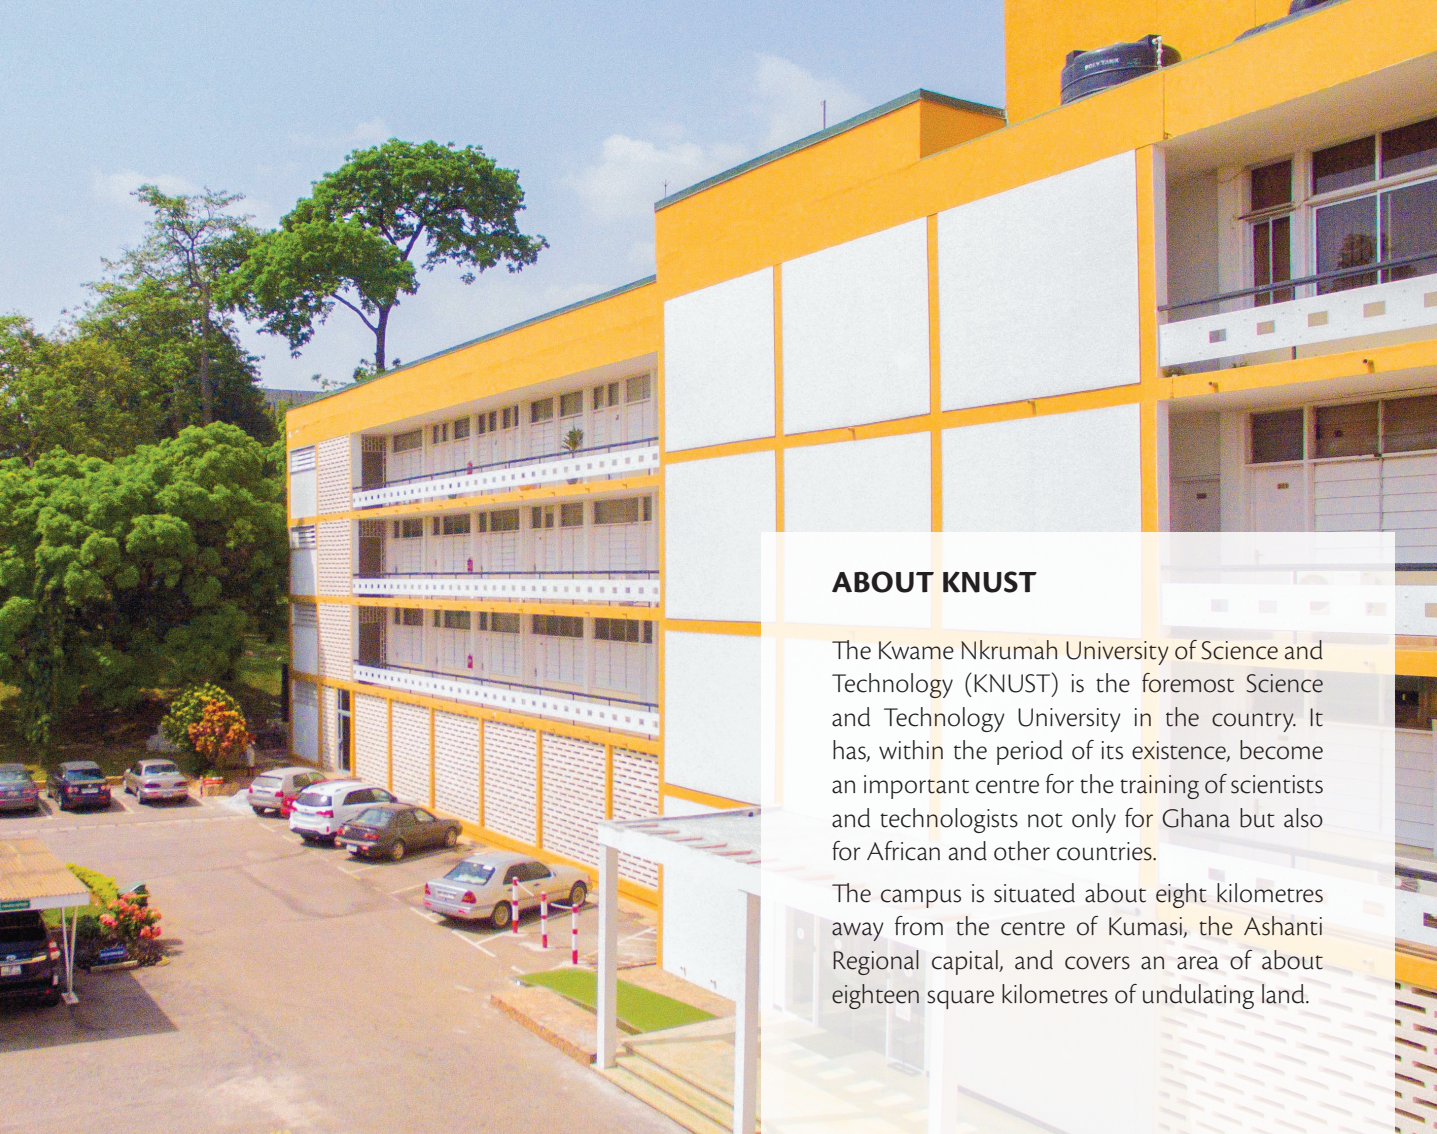 POLYTANK
ABOUT KNUST
The Kwame Nkrumah University of Science and
Technology (KNUST) is the foremost Science
and Technology University in the country. It
has, within the period of its existence, become
an important centre for the training of scientists
and technologists not only for Ghana but also
for African and other countries.
The campus is situated about eight kilometres
away from the centre of Kumasi, the Ashanti
Regional capital, and covers an area of about
eighteen square kilometres of undulating land.